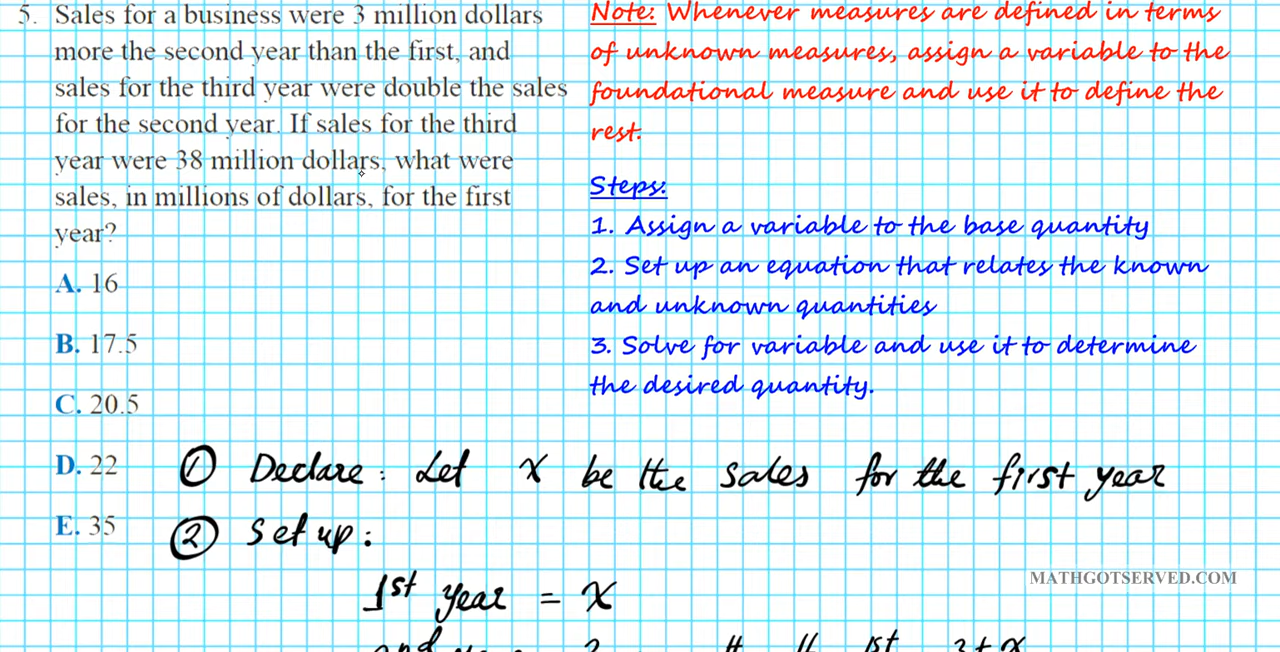 5. Sales for a business were 3 million dollars
more the second year than the first, and
sales for the third year were double the sales
for the second year. If sales for the third
year were 38 million dollars, what were
sales, in millions of dollars, for the first
year?
A. 16
B. 17.5
C. 20.5
D. 22
E. 35
Note: Whenever measures are defined in terms
of unknown measures, assign a variable to the
foundational measure and use it to define the
rest.
Steps:
1. Assign a variable to the base quantity
2. Set up an equation that relates the known
and unknown quantities
3. Solve for variable and use it to determine
the desired quantity.
1 Declare: Let x be the sales for the first year
2 Set up:
1st year = x
MATHGOTSERVED.COM
3 1st 3 + x